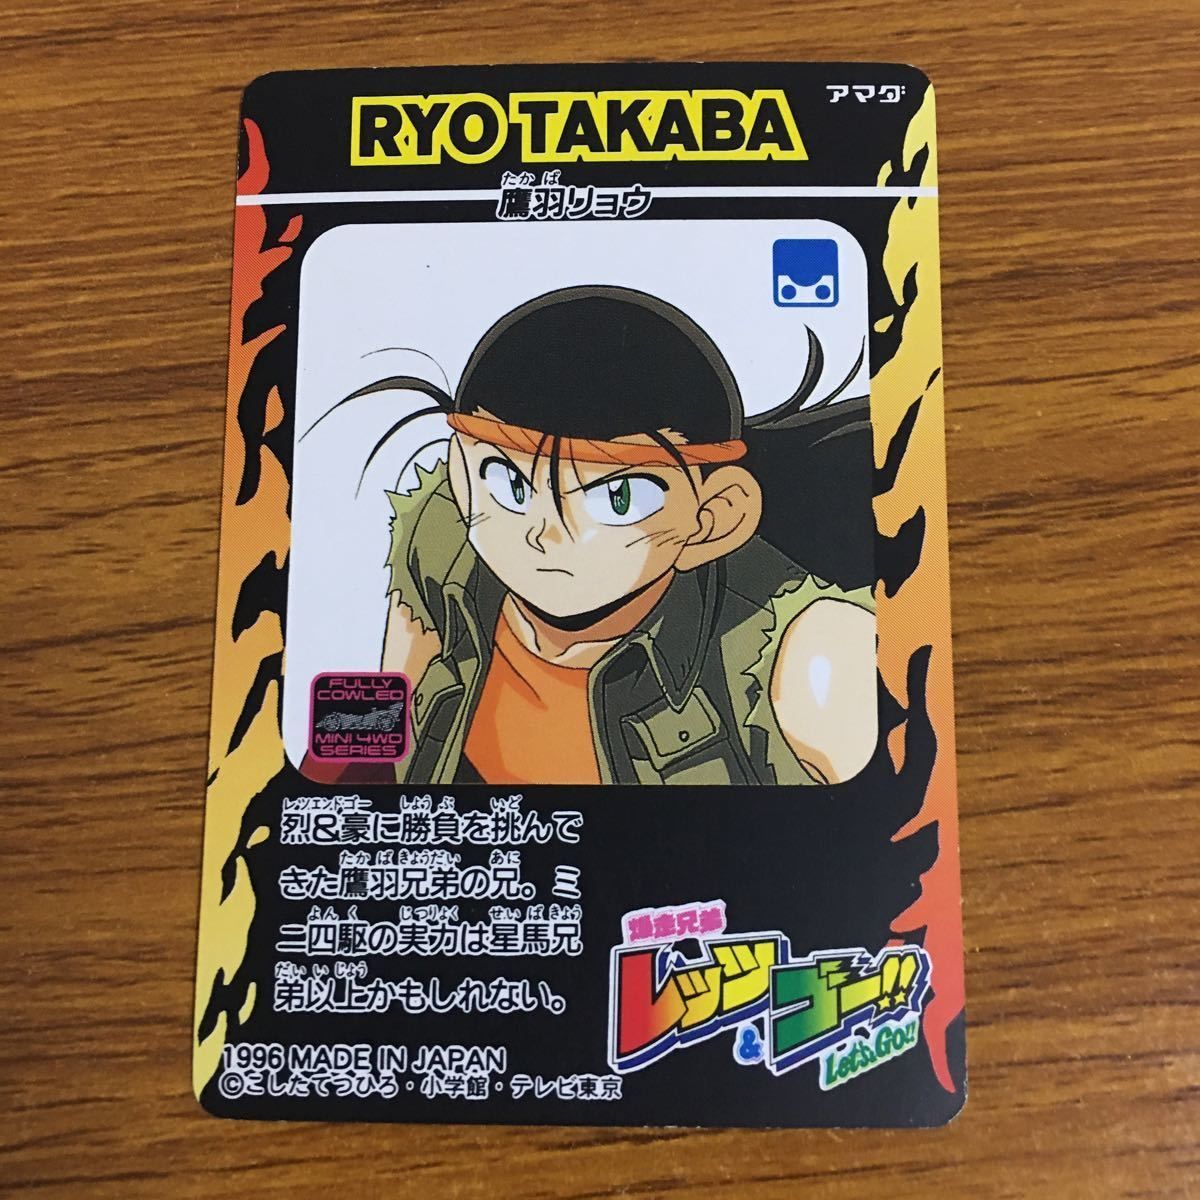 RYO TAKABA
アマダ
たかば
鷹羽リョウ
FULLY
COWLED
MINI 4WD
SERIES
レツエンドゴー しょうぶ いど
烈&豪に勝負を挑んで
たかばきょうだい あに
きた鷹羽兄弟の兄。ミ
よんく じつりょく せいばきょう
ニ四駆の実力は星馬兄
だいいじょう
弟以上かもしれない。
爆走兄弟
レッツ
&
ゴー!!
Let's & Go!!
1996 MADE IN JAPAN
©こしたてつひろ・小学館・テレビ東京